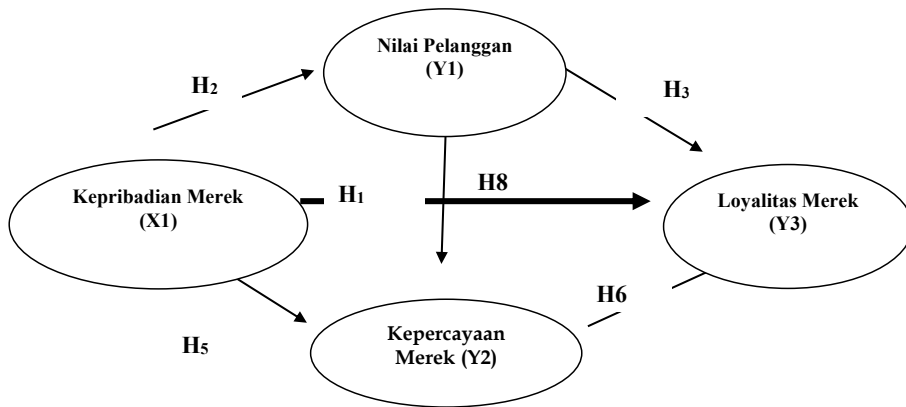 Nilai Pelanggan
(Y1)
H2
H3
Kepribadian Merek
(X1)
H1
H8
Loyalitas Merek
(Y3)
H6
H5
Kepercayaan
Merek (Y2)